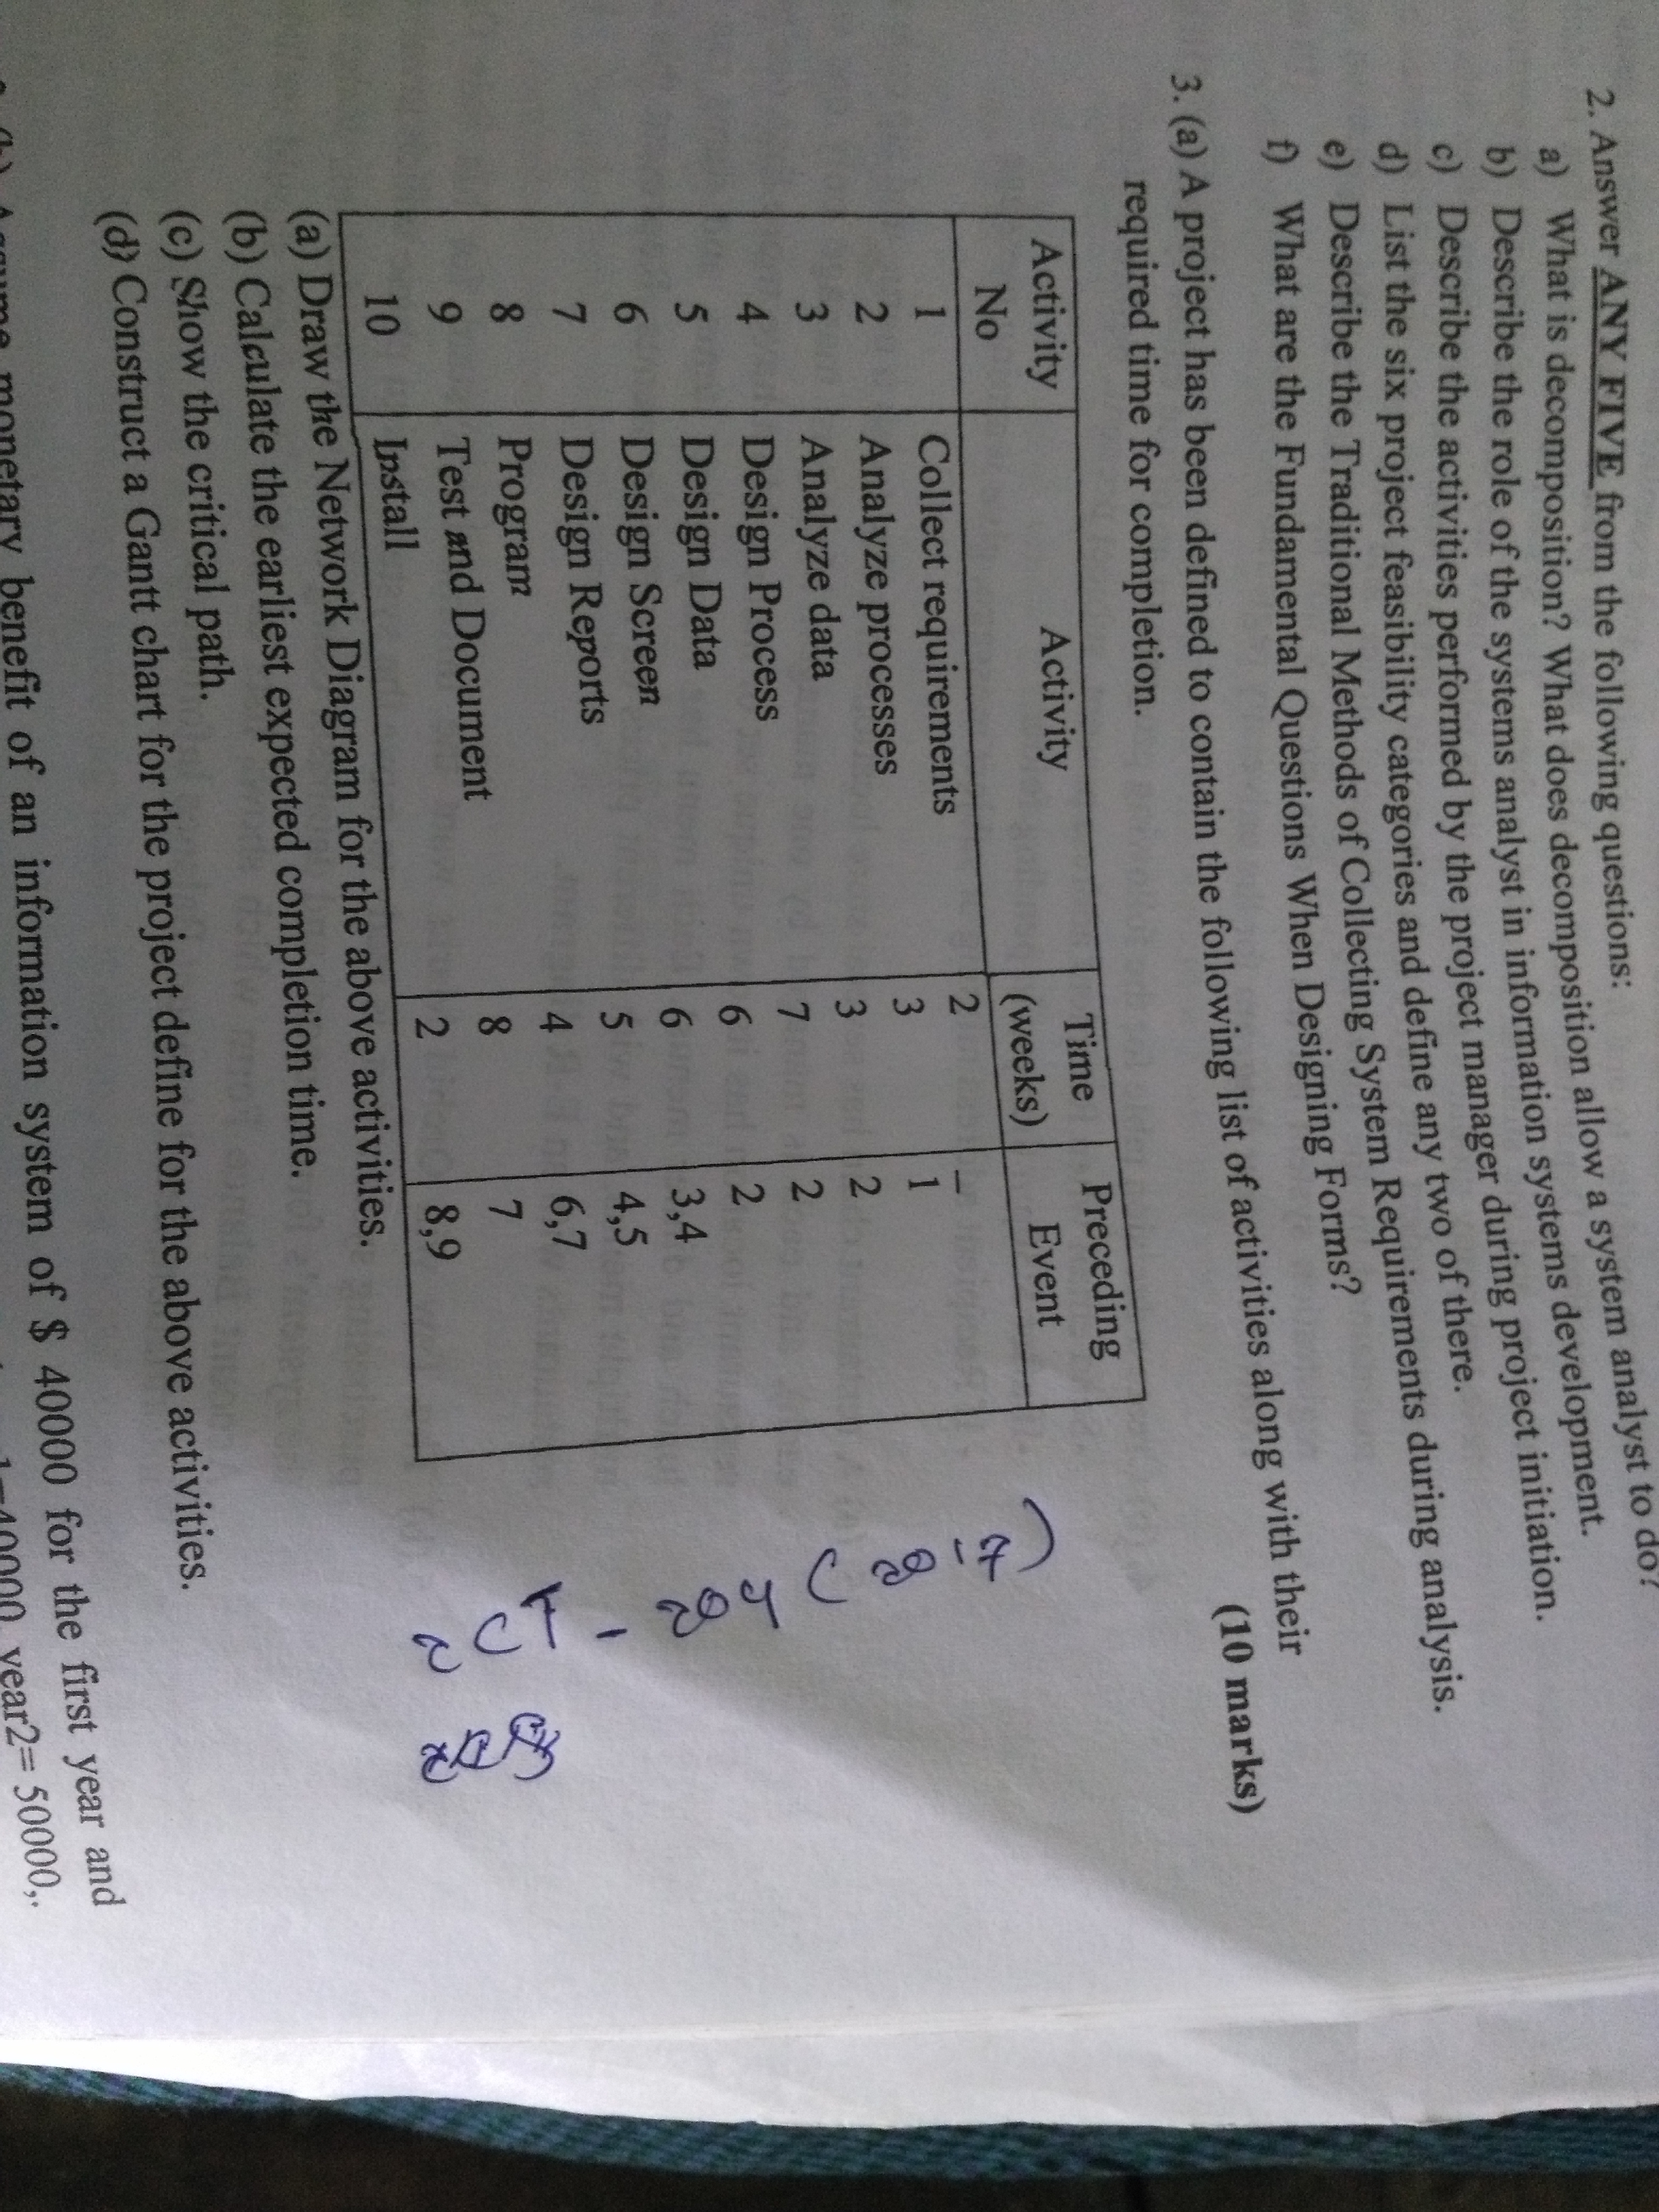 2. Answer ANY FIVE from the following questions:
a) What is decomposition? What does decomposition allow a system analyst to do?
b) Describe the role of the systems analyst in information systems development.
c) Describe the activities performed by the project manager during project initiation.
d) List the six project feasibility categories and define any two of there.
e) Describe the Traditional Methods of Collecting System Requirements during analysis.
f) What are the Fundamental Questions When Designing Forms?
(10 marks)
3. (a) A project has been defined to contain the following list of activities along with their
required time for completion.
Activity No Activity Time (weeks) Preceding Event
1 Collect requirements 2 –
2 Analyze processes 3 1
3 Analyze data 3 2
4 Design Process 7 2
5 Design Data 6 2
6 Design Screen 6 3,4
7 Design Reports 5 4,5
8 Program 4 6,7
9 Test and Document 8 7
10 Install 2 8,9
(a) Draw the Network Diagram for the above activities.
(b) Calculate the earliest expected completion time.
(c) Show the critical path.
(d) Construct a Gantt chart for the project define for the above activities.
monetary benefit of an information system of $ 40000 for the first year and
year2= 50000,.
204 (2017)